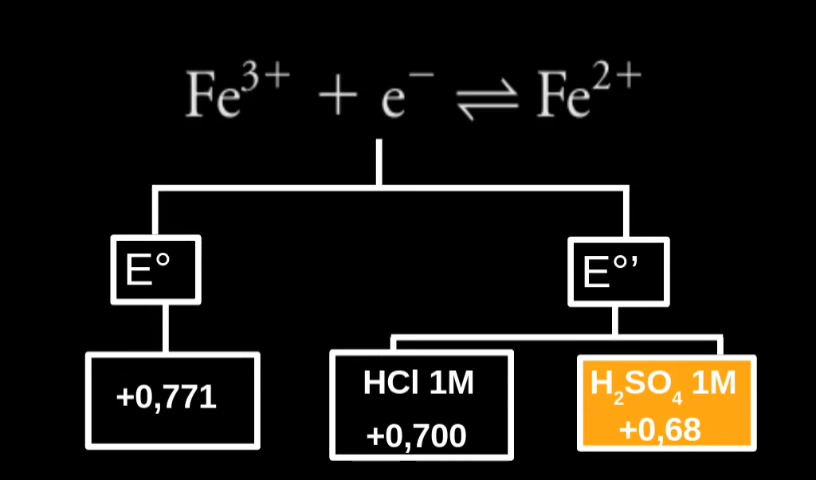 Fe³⁺ + e⁻ ⇌ Fe²⁺
E°
E°’
+0,771
HCl 1M
+0,700
H₂SO₄ 1M
+0,68